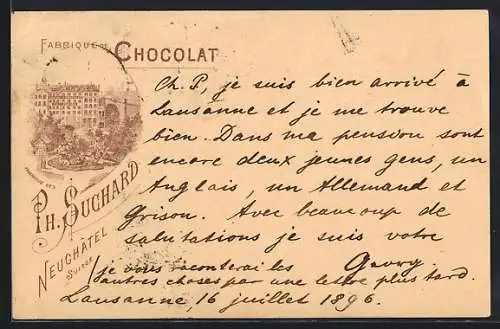 FABRIQUE DE CHOCOLAT
PH. SUCHARD
NEUCHÂTEL
Suisse
Ch. P, je suis bien arrivé à
Lausanne et je me trouve
bien. Dans ma pension sont
encore deux jeunes gens, un
Anglais, un Allemand et
Grison. Avec beaucoup de
salutations je suis votre
Georg
je vous raconterai les
autres choses par une lettre plus tard.
Lausanne, 16 juillet 1896.